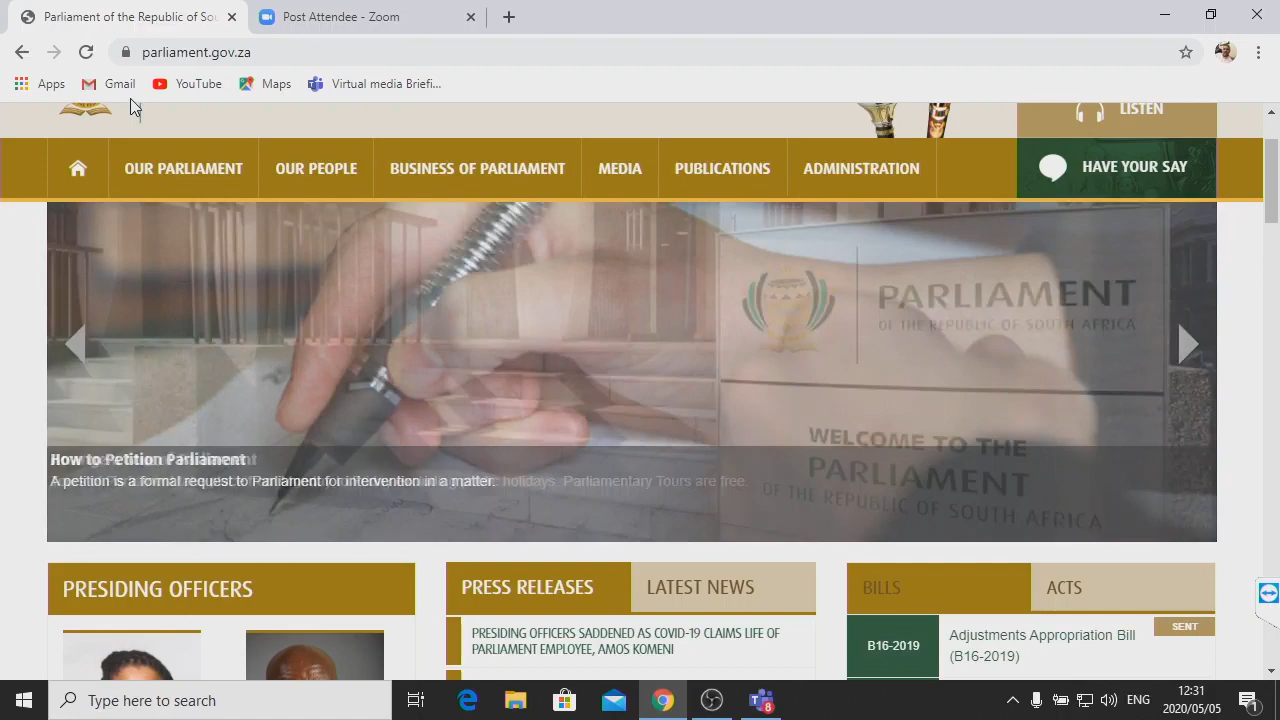 Parliament of the Republic of Sou
Post Attendee - Zoom
parliament.gov.za
Apps
Gmail
YouTube
Maps
Virtual media Briefi...
LISTEN
OUR PARLIAMENT
OUR PEOPLE
BUSINESS OF PARLIAMENT
MEDIA
PUBLICATIONS
ADMINISTRATION
HAVE YOUR SAY
PARLIAMENT
OF THE REPUBLIC OF SOUTH AFRICA
WELCOME TO THE
PARLIAMENT
OF THE REPUBLIC OF SOUTH AFRICA
How to Petition Parliament
A petition is a formal request to Parliament for intervention in a matter.
holidays. Parliamentary Tours are free.
PRESIDING OFFICERS
PRESS RELEASES
LATEST NEWS
PRESIDING OFFICERS SADDENED AS COVID-19 CLAIMS LIFE OF
PARLIAMENT EMPLOYEE, AMOS KOMENI
BILLS
ACTS
B16-2019
Adjustments Appropriation Bill
(B16-2019)
SENT
Type here to search
8
ENG
12:31
2020/05/05
1